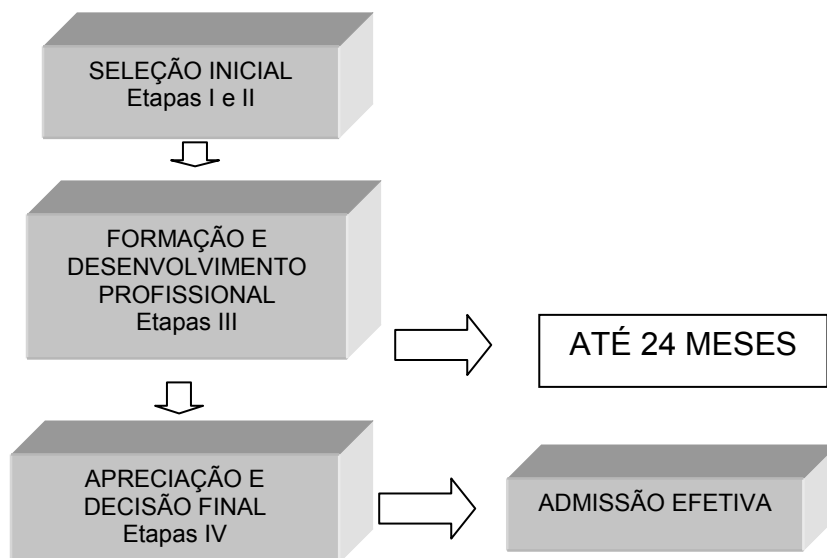 SELEÇÃO INICIAL
Etapas I e II
FORMAÇÃO E
DESENVOLVIMENTO
PROFISSIONAL
Etapas III
ATÉ 24 MESES
APRECIAÇÃO E
DECISÃO FINAL
Etapas IV
ADMISSÃO EFETIVA